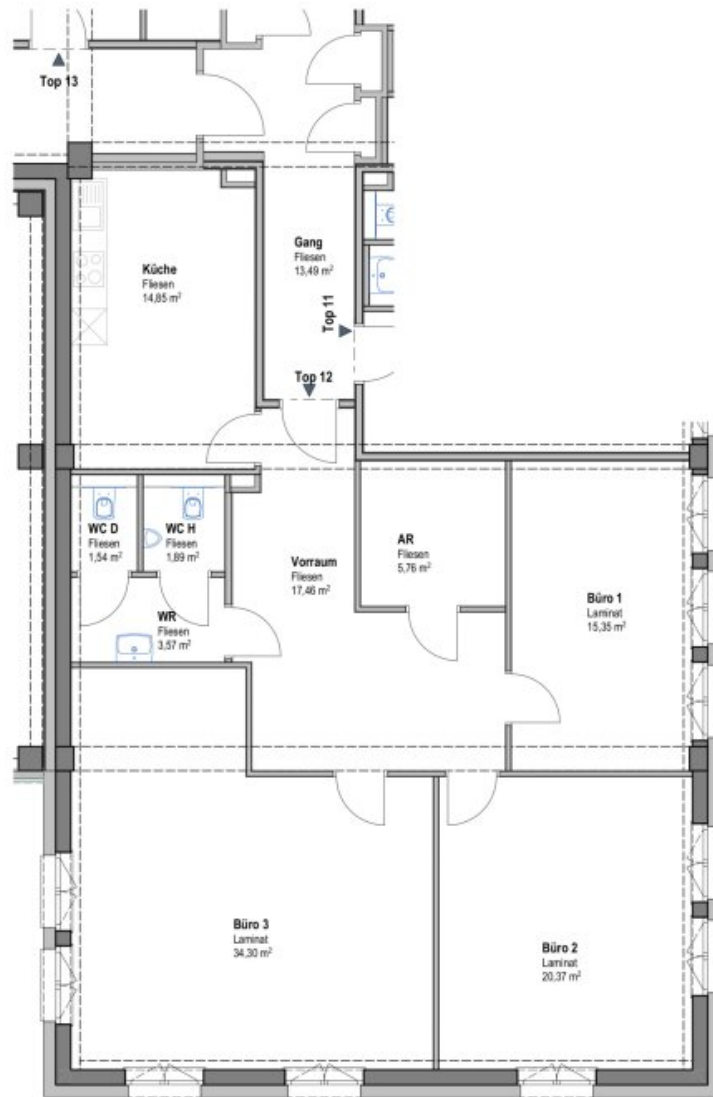 Top 13
Gang
Fliesen
13,49 m²
Küche
Fliesen
14,85 m²
Top 11
Top 12
WC D
Fliesen
1,54 m²
WC H
Fliesen
1,89 m²
AR
Fliesen
5,76 m²
Vorraum
Fliesen
17,46 m²
Büro 1
Laminat
15,35 m²
WR
Fliesen
3,57 m²
Büro 3
Laminat
34,30 m²
Büro 2
Laminat
20,37 m²